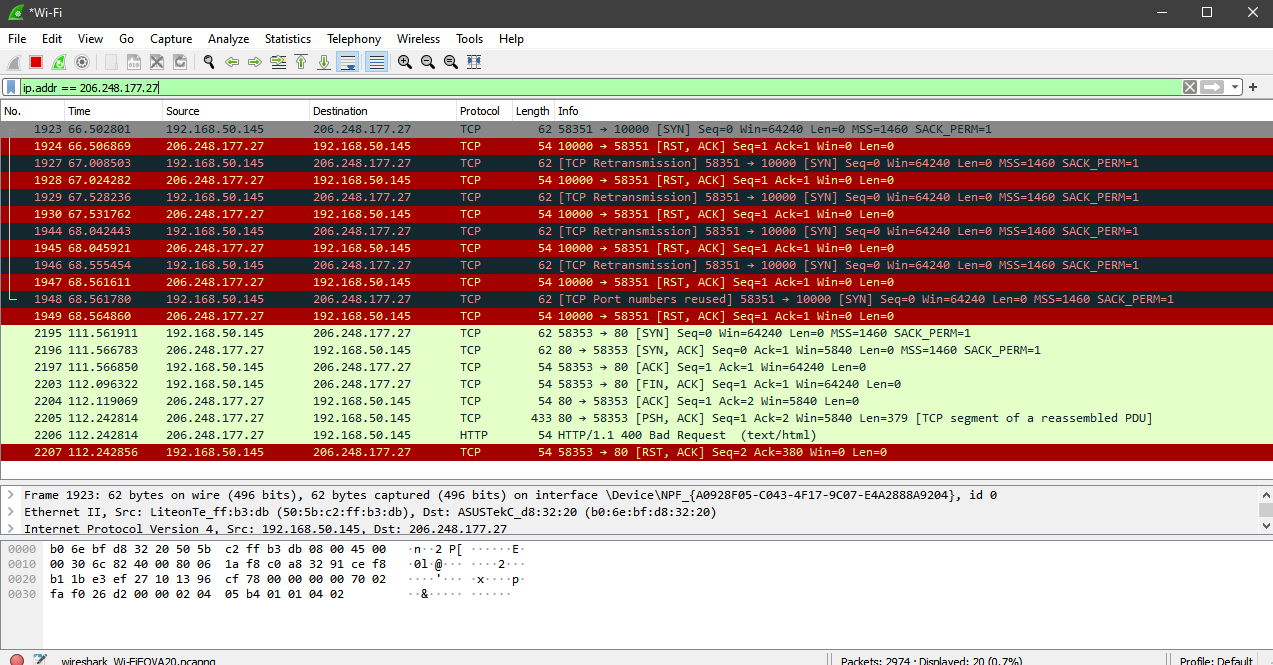 *Wi-Fi
File Edit View Go Capture Analyze Statistics Telephony Wireless Tools Help
ip.addr == 206.248.177.27
No. Time Source Destination Protocol Length Info
1923 66.502801 192.168.50.145 206.248.177.27 TCP 62 58351 → 10000 [SYN] Seq=0 Win=64240 Len=0 MSS=1460 SACK_PERM=1
1924 66.506869 206.248.177.27 192.168.50.145 TCP 54 10000 → 58351 [RST, ACK] Seq=1 Ack=1 Win=0 Len=0
1927 67.008503 192.168.50.145 206.248.177.27 TCP 62 [TCP Retransmission] 58351 → 10000 [SYN] Seq=0 Win=64240 Len=0 MSS=1460 SACK_PERM=1
1928 67.024282 206.248.177.27 192.168.50.145 TCP 54 10000 → 58351 [RST, ACK] Seq=1 Ack=1 Win=0 Len=0
1929 67.528236 192.168.50.145 206.248.177.27 TCP 62 [TCP Retransmission] 58351 → 10000 [SYN] Seq=0 Win=64240 Len=0 MSS=1460 SACK_PERM=1
1930 67.531762 206.248.177.27 192.168.50.145 TCP 54 10000 → 58351 [RST, ACK] Seq=1 Ack=1 Win=0 Len=0
1944 68.042443 192.168.50.145 206.248.177.27 TCP 62 [TCP Retransmission] 58351 → 10000 [SYN] Seq=0 Win=64240 Len=0 MSS=1460 SACK_PERM=1
1945 68.045921 206.248.177.27 192.168.50.145 TCP 54 10000 → 58351 [RST, ACK] Seq=1 Ack=1 Win=0 Len=0
1946 68.555454 192.168.50.145 206.248.177.27 TCP 62 [TCP Retransmission] 58351 → 10000 [SYN] Seq=0 Win=64240 Len=0 MSS=1460 SACK_PERM=1
1947 68.561611 206.248.177.27 192.168.50.145 TCP 54 10000 → 58351 [RST, ACK] Seq=1 Ack=1 Win=0 Len=0
1948 68.561780 192.168.50.145 206.248.177.27 TCP 62 [TCP Port numbers reused] 58351 → 10000 [SYN] Seq=0 Win=64240 Len=0 MSS=1460 SACK_PERM=1
1949 68.564860 206.248.177.27 192.168.50.145 TCP 54 10000 → 58351 [RST, ACK] Seq=1 Ack=1 Win=0 Len=0
2195 111.561911 192.168.50.145 206.248.177.27 TCP 62 58353 → 80 [SYN] Seq=0 Win=64240 Len=0 MSS=1460 SACK_PERM=1
2196 111.566783 206.248.177.27 192.168.50.145 TCP 62 80 → 58353 [SYN, ACK] Seq=0 Ack=1 Win=5840 Len=0 MSS=1460 SACK_PERM=1
2197 111.566850 192.168.50.145 206.248.177.27 TCP 54 58353 → 80 [ACK] Seq=1 Ack=1 Win=64240 Len=0
2203 112.096322 192.168.50.145 206.248.177.27 TCP 54 58353 → 80 [FIN, ACK] Seq=1 Ack=1 Win=64240 Len=0
2204 112.119069 206.248.177.27 192.168.50.145 TCP 54 80 → 58353 [ACK] Seq=1 Ack=2 Win=5840 Len=0
2205 112.242814 206.248.177.27 192.168.50.145 TCP 433 80 → 58353 [PSH, ACK] Seq=1 Ack=2 Win=5840 Len=379 [TCP segment of a reassembled PDU]
2206 112.242814 206.248.177.27 192.168.50.145 HTTP 54 HTTP/1.1 400 Bad Request (text/html)
2207 112.242856 192.168.50.145 206.248.177.27 TCP 54 58353 → 80 [RST, ACK] Seq=2 Ack=380 Win=0 Len=0
Frame 1923: 62 bytes on wire (496 bits), 62 bytes captured (496 bits) on interface \Device\NPF_{A0928F05-C043-4F17-9C07-E4A2888A9204}, id 0
Ethernet II, Src: LiteonTe_ff:b3:db (50:5b:c2:ff:b3:db), Dst: ASUSTekC_d8:32:20 (b0:6e:bf:d8:32:20)
Internet Protocol Version 4, Src: 192.168.50.145, Dst: 206.248.177.27
0000 b0 6e bf d8 32 20 50 5b c2 ff b3 db 08 00 45 00 ·n··2 P[ ······E·
0010 00 30 6c 82 40 00 80 06 1a f8 c0 a8 32 91 ce f8 ·0l·@··· ····2···
0020 b1 1b e3 ef 27 10 13 96 cf 78 00 00 00 00 70 02 ····'··· ·x····p·
0030 fa f0 26 d2 00 00 02 04 05 b4 01 01 04 02 ··&····· ······
wireshark_Wi-FiEOVA20.pcapng Packets: 2974 · Displayed: 20 (0.7%) Profile: Default